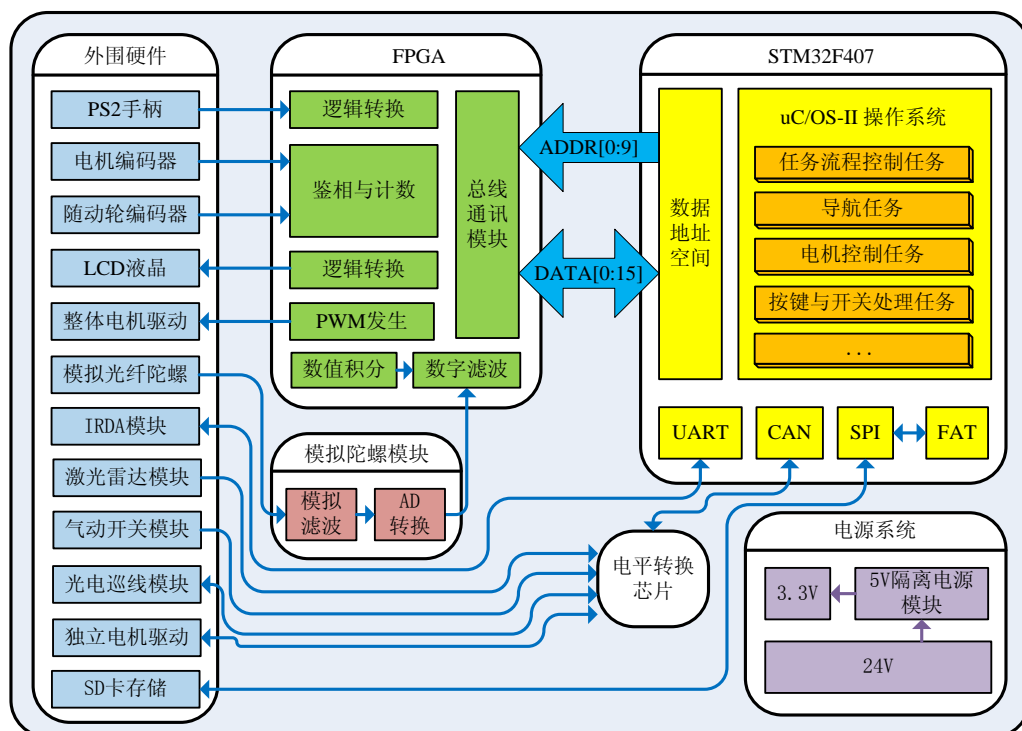 外围硬件
PS2手柄
电机编码器
随动轮编码器
LCD液晶
整体电机驱动
模拟光纤陀螺
IRDA模块
激光雷达模块
气动开关模块
光电巡线模块
独立电机驱动
SD卡存储
FPGA
逻辑转换
鉴相与计数
逻辑转换
PWM发生
数值积分
数字滤波
总线
通讯
模块
ADDR[0:9]
DATA[0:15]
模拟陀螺模块
模拟
滤波
AD
转换
STM32F407
数据
地址
空间
uC/OS-II 操作系统
任务流程控制任务
导航任务
电机控制任务
按键与开关处理任务
...
UART
CAN
SPI
FAT
电平转换
芯片
电源系统
3.3V
5V隔离电源
模块
24V